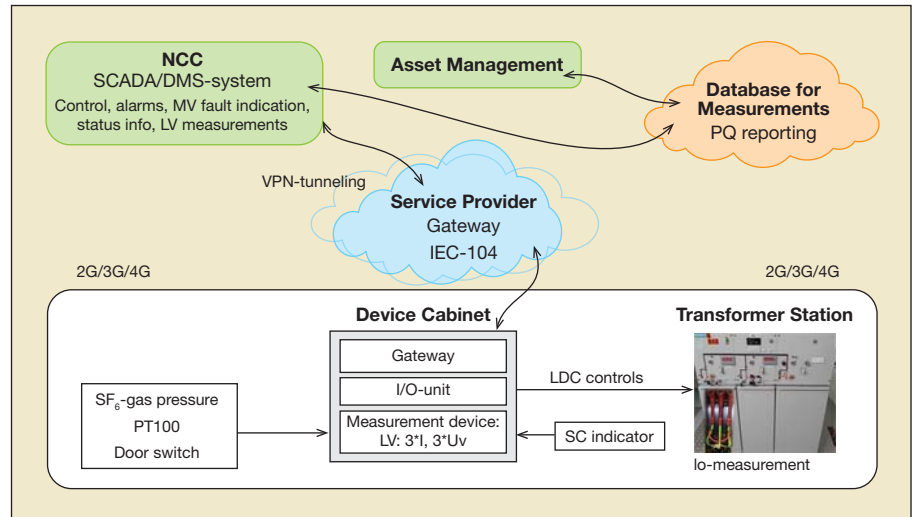 NCC
SCADA/DMS-system
Control, alarms, MV fault indication,
status info, LV measurements
Asset Management
Database for
Measurements
PQ reporting
VPN-tunneling
Service Provider
Gateway
IEC-104
2G/3G/4G
2G/3G/4G
Device Cabinet
Transformer Station
Gateway
I/O-unit
Measurement device:
LV: 3*I, 3*Uv
SF₆-gas pressure
PT100
Door switch
LDC controls
SC indicator
lo-measurement